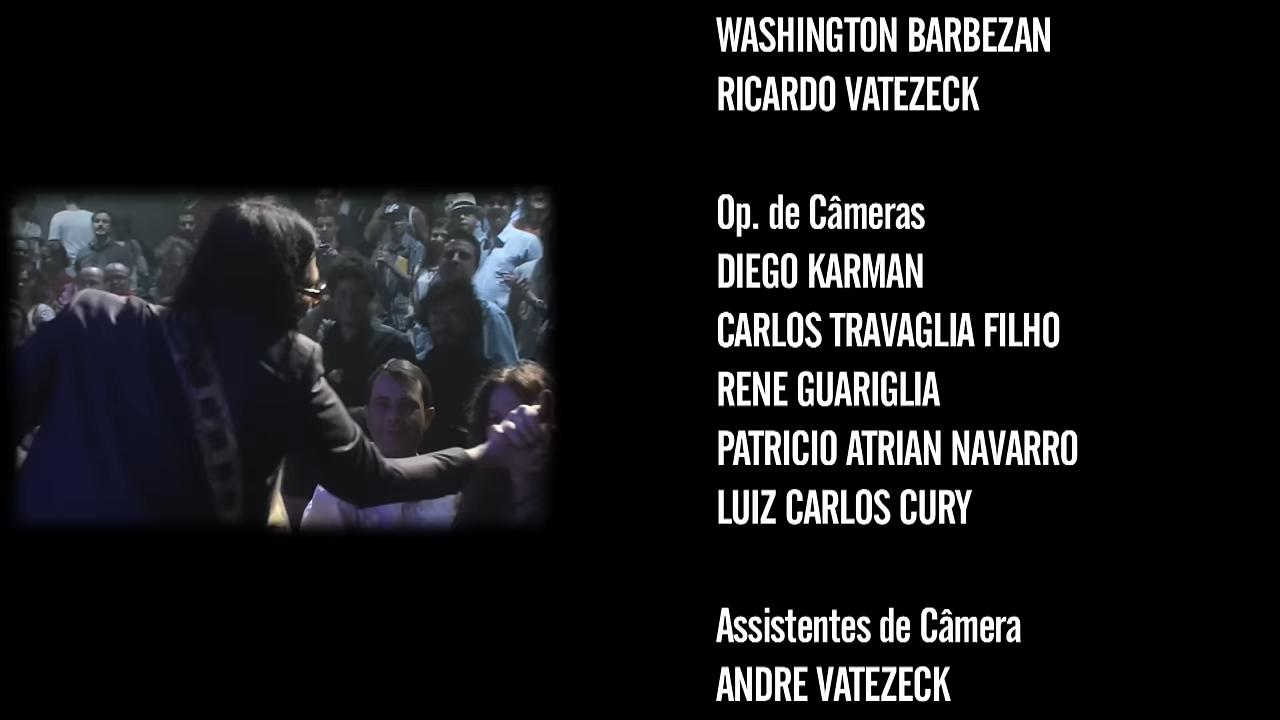 WASHINGTON BARBEZAN
RICARDO VATEZECK
Op. de Câmeras
DIEGO KARMAN
CARLOS TRAVAGLIA FILHO
RENE GUARIGLIA
PATRICIO ATRIAN NAVARRO
LUIZ CARLOS CURY
Assistentes de Câmera
ANDRE VATEZECK